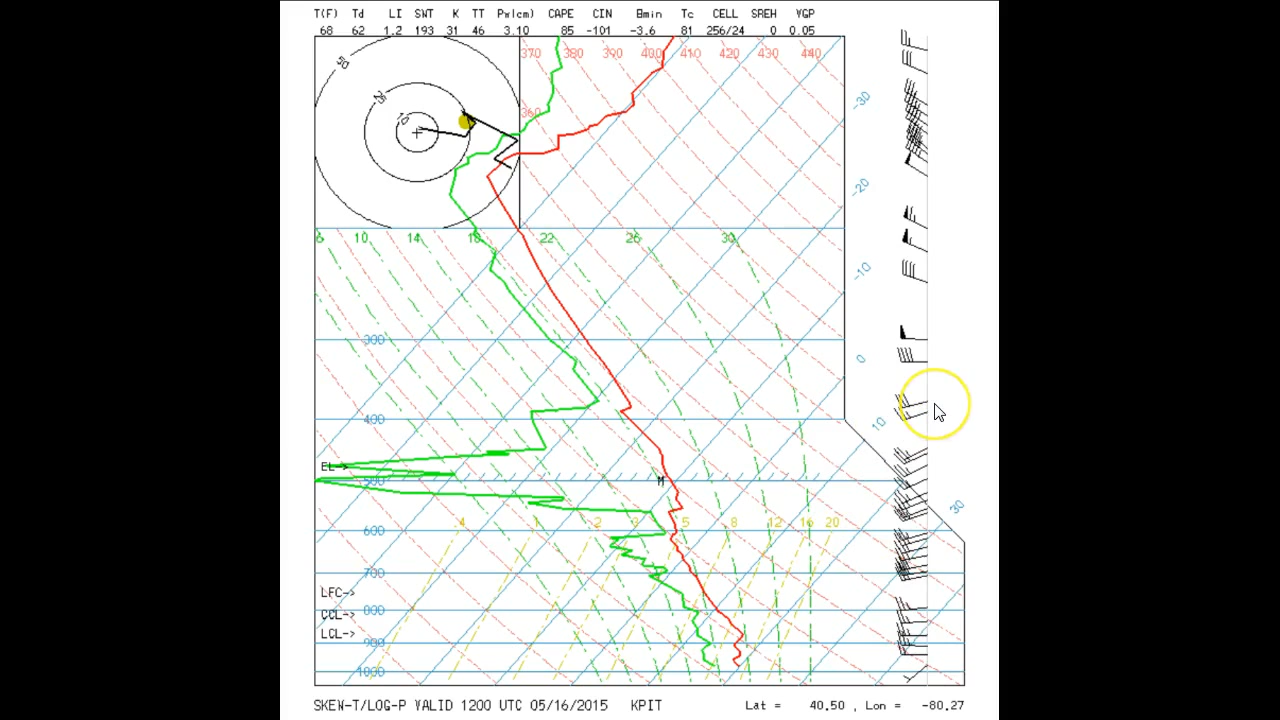 T(F) Td LI SWT K TT Pw(cm) CAPE CIN Bmin Tc CELL SREH VGP
68 62 1.2 193 31 46 3.10 85 -101 -3.6 81 256/24 0 0.05
370 380 390 400 410 420 430 440
50
25
10
360
-30
-20
6 10 14 18 22 26 30
-10
300
0
400
10
EL->
500
M
30
.4 1 2 3 5 8 12 16 20
600
700
LFC->
800
CCL->
LCL->
900
1000
SKEW-T/LOG-P VALID 1200 UTC 05/16/2015 KPIT Lat = 40.50 , Lon = -80.27